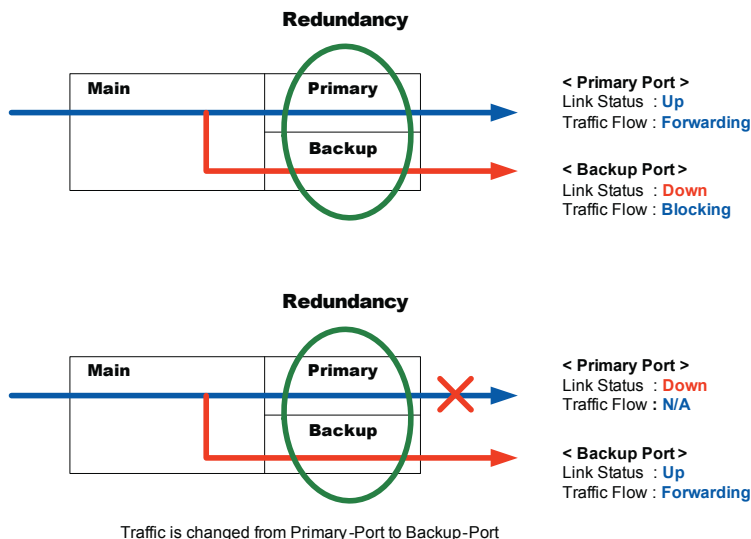 Redundancy
Main
Primary
Backup
< Primary Port >
Link Status : Up
Traffic Flow : Forwarding
< Backup Port >
Link Status : Down
Traffic Flow : Blocking
Redundancy
Main
Primary
Backup
< Primary Port >
Link Status : Down
Traffic Flow : N/A
< Backup Port >
Link Status : Up
Traffic Flow : Forwarding
Traffic is changed from Primary-Port to Backup-Port